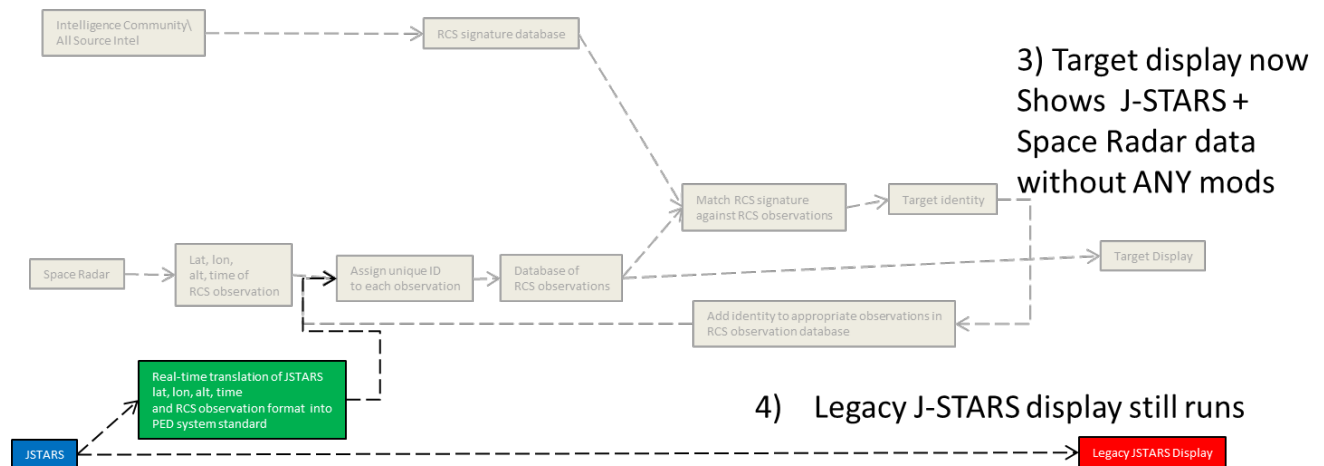 Intelligence Community\
All Source Intel
RCS signature database
3) Target display now
Shows J-STARS +
Space Radar data
without ANY mods
Match RCS signature
against RCS observations
Target identity
Space Radar
Lat, lon,
alt, time of
RCS observation
Assign unique ID
to each observation
Database of
RCS observations
Target Display
Add identity to appropriate observations in
RCS observation database
Real-time translation of JSTARS
lat, lon, alt, time
and RCS observation format into
PED system standard
4) Legacy J-STARS display still runs
JSTARS
Legacy JSTARS Display